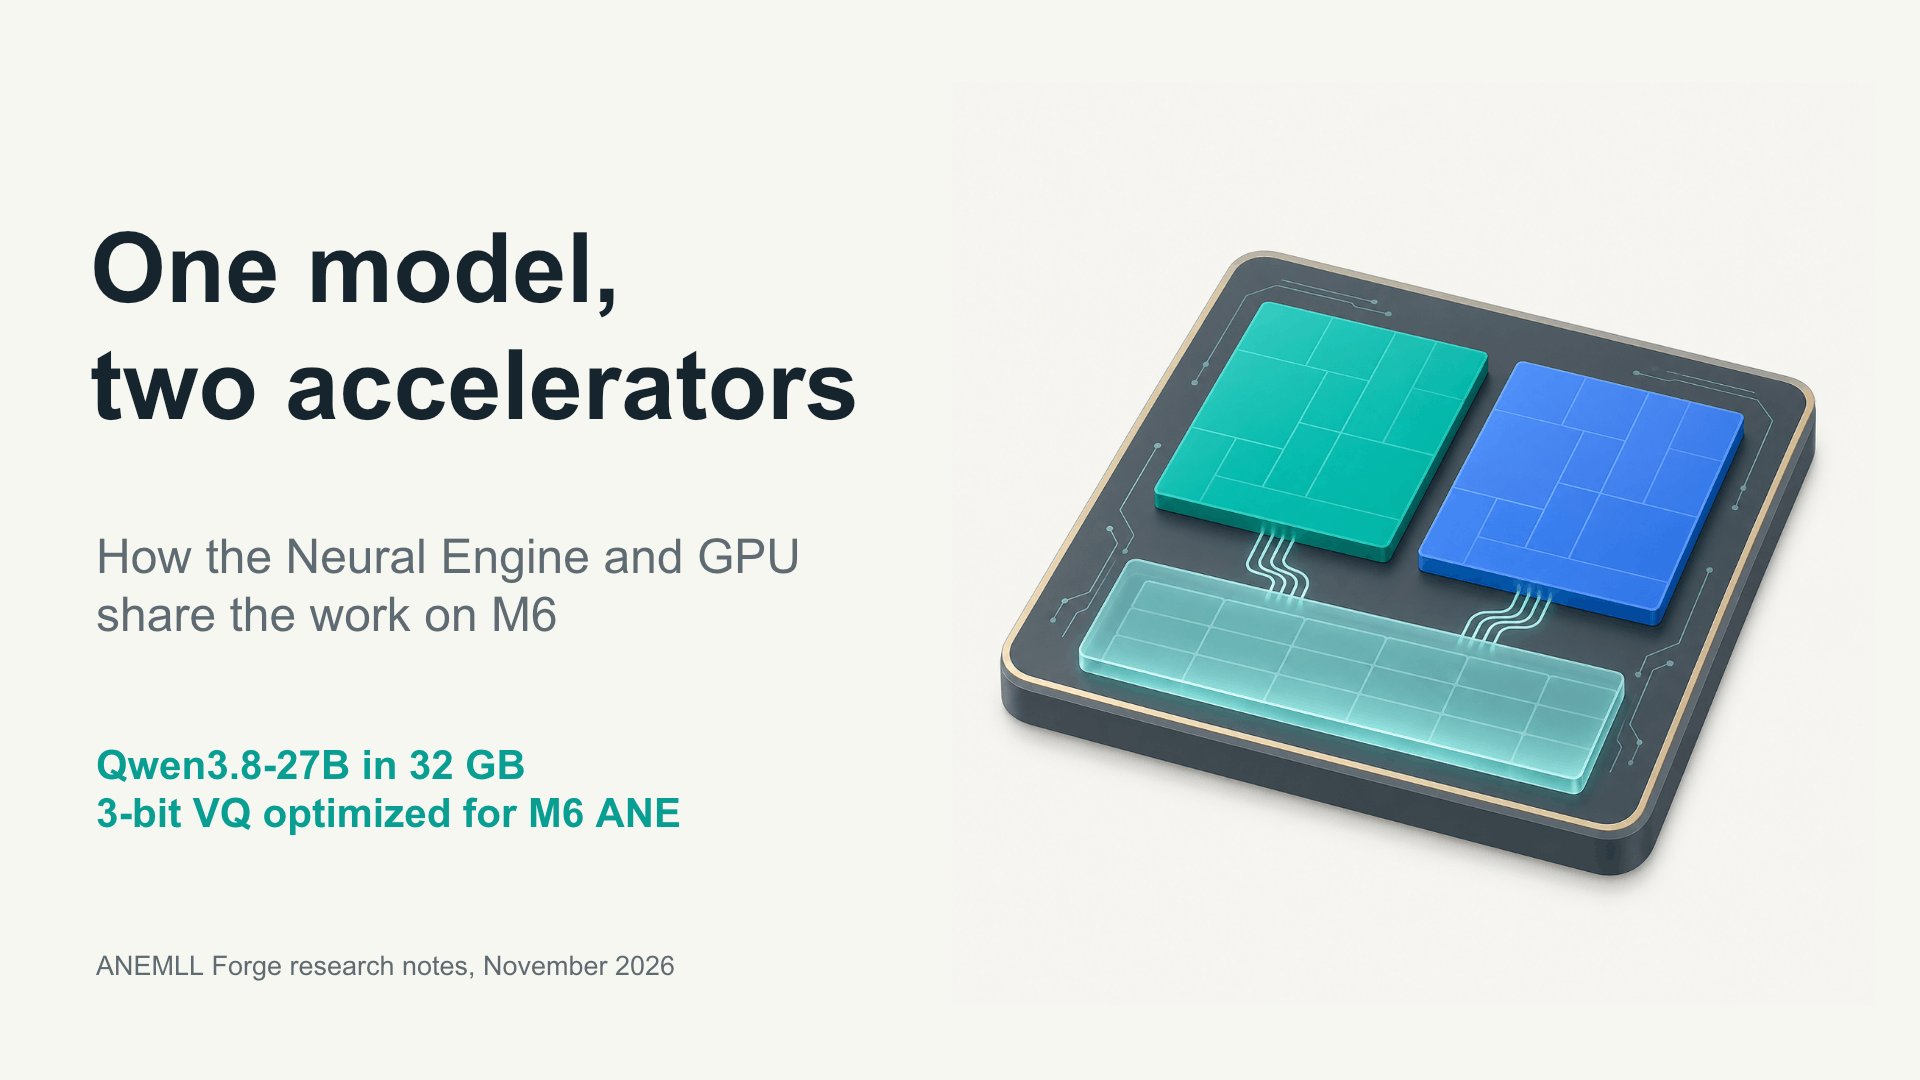 One model,
two accelerators
How the Neural Engine and GPU
share the work on M6
Qwen3.8-27B in 32 GB
3-bit VQ optimized for M6 ANE
ANEMLL Forge research notes, November 2026